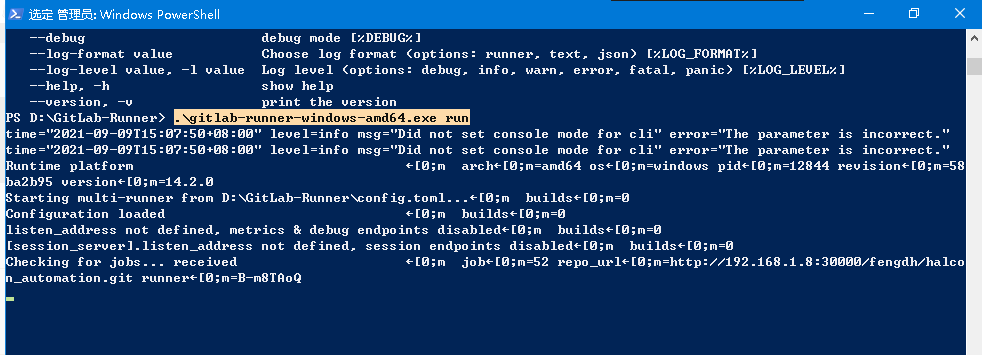 选定 管理员: Windows PowerShell
--debug debug mode [%DEBUG%]
--log-format value Choose log format (options: runner, text, json) [%LOG_FORMAT%]
--log-level value, -l value Log level (options: debug, info, warn, error, fatal, panic) [%LOG_LEVEL%]
--help, -h show help
--version, -v print the version
PS D:\GitLab-Runner> .\gitlab-runner-windows-amd64.exe run
time="2021-09-09T15:07:50+08:00" level=info msg="Did not set console mode for cli" error="The parameter is incorrect."
time="2021-09-09T15:07:50+08:00" level=info msg="Did not set console mode for cli" error="The parameter is incorrect."
Runtime platform ←[0;m arch←[0;m=amd64 os←[0;m=windows pid←[0;m=12844 revision←[0;m=58
ba2b95 version←[0;m=14.2.0
Starting multi-runner from D:\GitLab-Runner\config.toml...←[0;m builds←[0;m=0
Configuration loaded ←[0;m builds←[0;m=0
listen_address not defined, metrics & debug endpoints disabled←[0;m builds←[0;m=0
[session_server].listen_address not defined, session endpoints disabled←[0;m builds←[0;m=0
Checking for jobs... received ←[0;m job←[0;m=52 repo_url←[0;m=http://192.168.1.8:30000/fengdh/halco
n_automation.git runner←[0;m=B-m8TAoQ